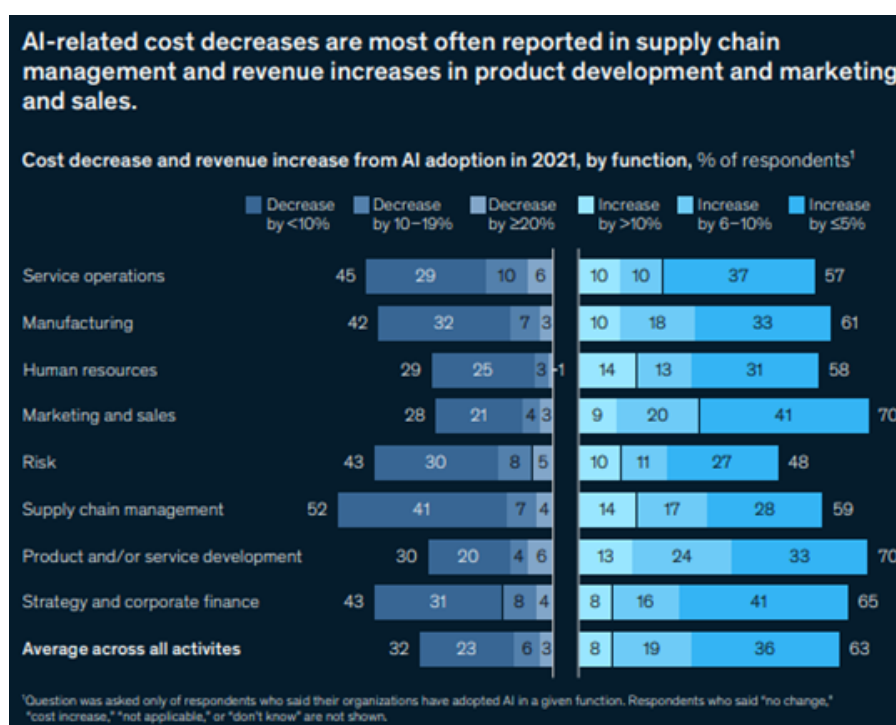 AI-related cost decreases are most often reported in supply chain
management and revenue increases in product development and marketing
and sales.
Cost decrease and revenue increase from AI adoption in 2021, by function, % of respondents¹
Decrease by <10% Decrease by 10–19% Decrease by ≥20% Increase by >10% Increase by 6–10% Increase by ≤5%
Service operations 45 29 10 6 10 10 37 57
Manufacturing 42 32 7 3 10 18 33 61
Human resources 29 25 3 1 14 13 31 58
Marketing and sales 28 21 4 3 9 20 41 70
Risk 43 30 8 5 10 11 27 48
Supply chain management 52 41 7 4 14 17 28 59
Product and/or service development 30 20 4 6 13 24 33 70
Strategy and corporate finance 43 31 8 4 8 16 41 65
Average across all activites 32 23 6 3 8 19 36 63
¹Question was asked only of respondents who said their organizations have adopted AI in a given function. Respondents who said "no change,"
"cost increase," "not applicable," or "don't know" are not shown.